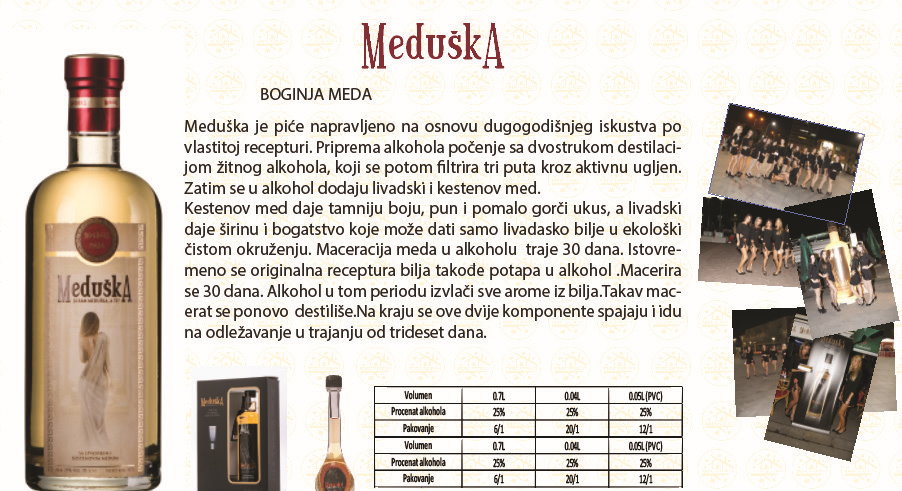 MeduškA
BOGINJA MEDA
Meduška je piće napravljeno na osnovu dugogodišnjeg iskustva po
vlastitoj recepturi. Priprema alkohola počenje sa dvostrukom destilaci-
jom žitnog alkohola, koji se potom filtrira tri puta kroz aktivnu ugljen.
Zatim se u alkohol dodaju livadski i kestenov med.
Kestenov med daje tamniju boju, pun i pomalo gorči ukus, a livadski
daje širinu i bogatstvo koje može dati samo livadasko bilje u ekološki
čistom okruženju. Maceracija meda u alkoholu traje 30 dana. Istovre-
meno se originalna receptura bilja takođe potapa u alkohol .Macerira
se 30 dana. Alkohol u tom periodu izvlači sve arome iz bilja.Takav mac-
erat se ponovo destiliše.Na kraju se ove dvije komponente spajaju i idu
na odležavanje u trajanju od trideset dana.
MeduškA
MeduškA
Volumen 0.7L 0.04L 0.05L(PVC)
Procenat alkohola 25% 25% 25%
Pakovanje 6/1 20/1 12/1
Volumen 0.7L 0.04L 0.05L(PVC)
Procenat alkohola 25% 25% 25%
Pakovanje 6/1 20/1 12/1